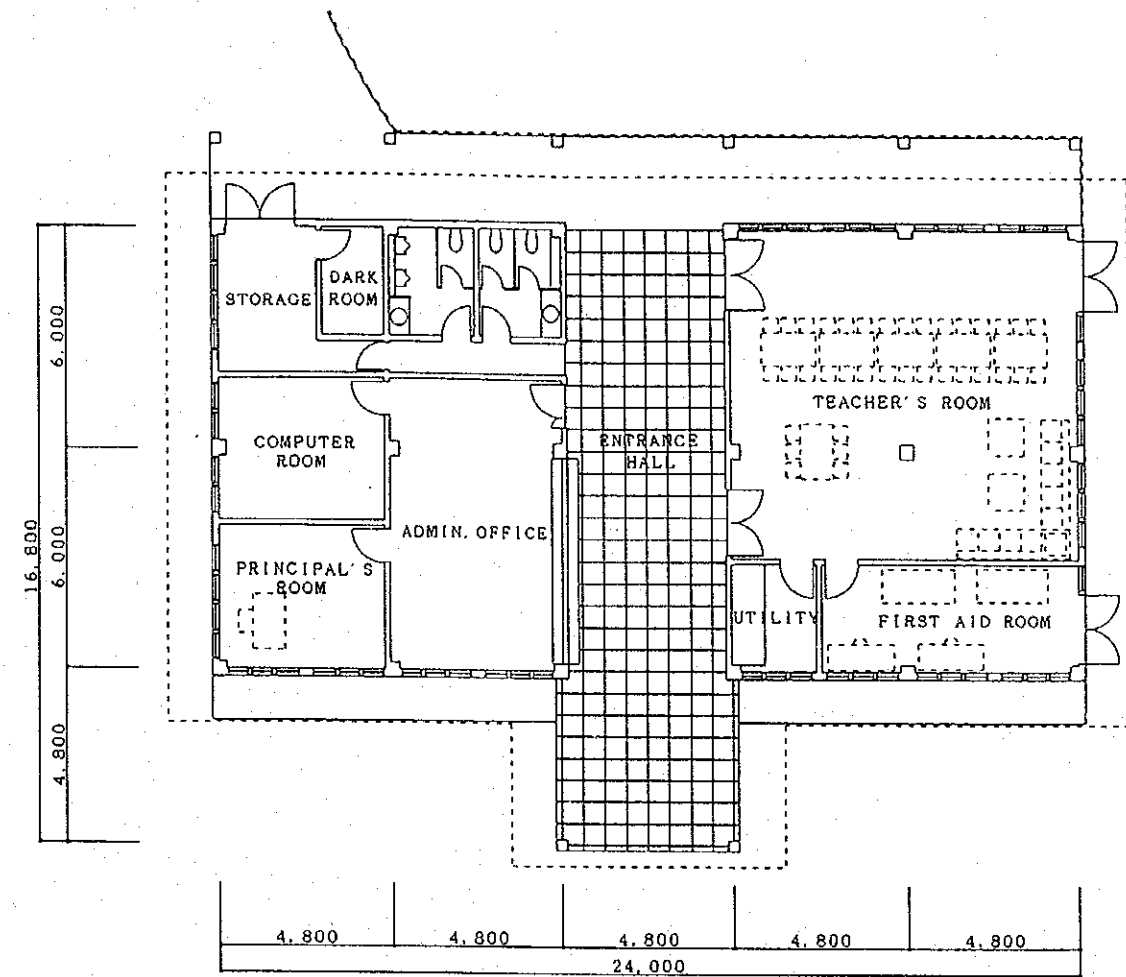 STORAGE
DARK
ROOM
COMPUTER
ROOM
PRINCIPAL'S
ROOM
ADMIN. OFFICE
ENTRANCE
HALL
TEACHER'S ROOM
UTILITY
FIRST AID ROOM
6,000
6,000
4,800
16,800
4,800
4,800
4,800
4,800
4,800
24,000